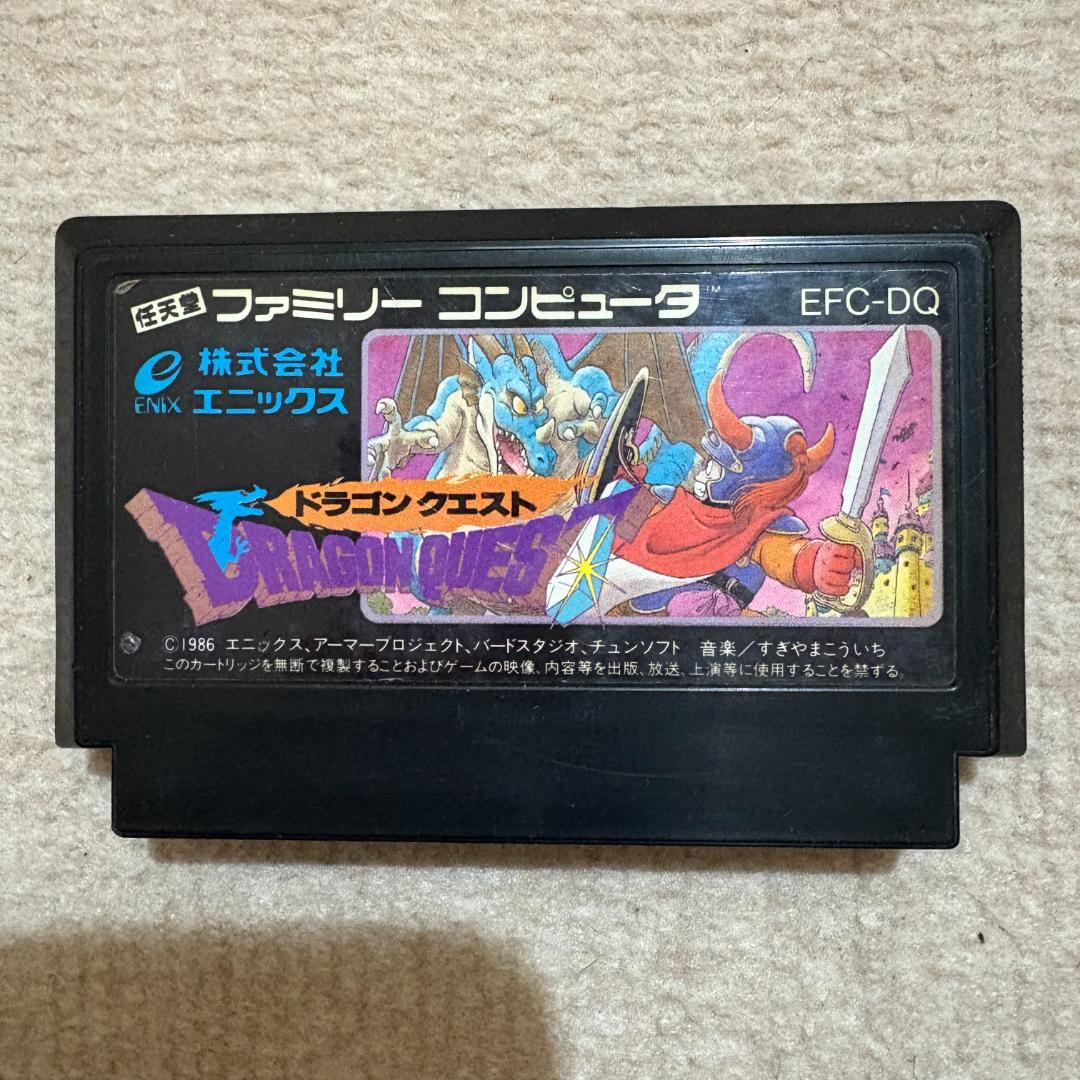 任天堂 ファミリー コンピュータ™ EFC-DQ
e 株式会社
ENIX エニックス
ドラゴンクエスト
DRAGON QUEST
©1986 エニックス、アーマープロジェクト、バードスタジオ、チュンソフト 音楽/すぎやまこういち
このカートリッジを無断で複製することおよびゲームの映像、内容等を出版、放送、上演等に使用することを禁ずる。